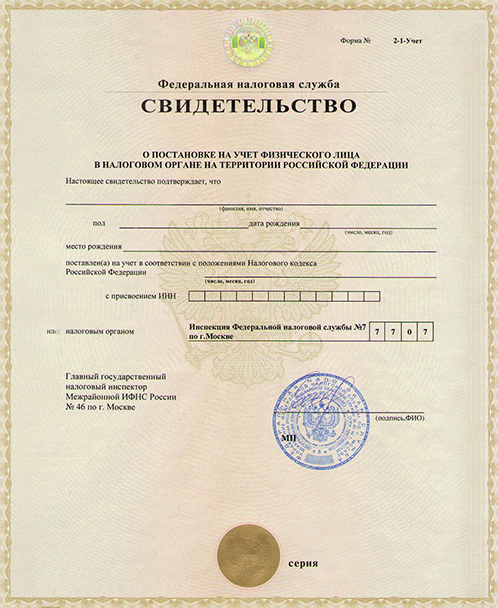 Форма №   2-1-Учет
Федеральная налоговая служба
СВИДЕТЕЛЬСТВО
О ПОСТАНОВКЕ НА УЧЕТ ФИЗИЧЕСКОГО ЛИЦА
В НАЛОГОВОМ ОРГАНЕ НА ТЕРРИТОРИИ РОССИЙСКОЙ ФЕДЕРАЦИИ
Настоящее свидетельство подтверждает, что
(фамилия, имя, отчество)
пол   дата рождения
(число, месяц, год)
место рождения
поставлен(а) на учет в соответствии с положениями Налогового кодекса
Российской Федерации
(число, месяц, год)
с присвоением ИНН
нал налоговым органом   Инспекция Федеральной налоговой службы №7   7 7 0 7
по г.Москве
Главный государственный
налоговый инспектор
Межрайонной ИФНС России
№ 46 по г. Москве
(подпись,ФИО)
МП
серия